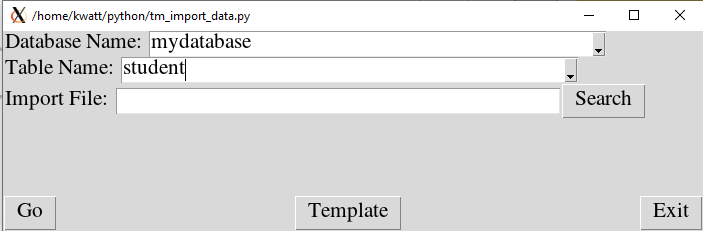 /home/kwatt/python/tm_import_data.py
Database Name: mydatabase
Table Name: student
Import File: Search
Go Template Exit